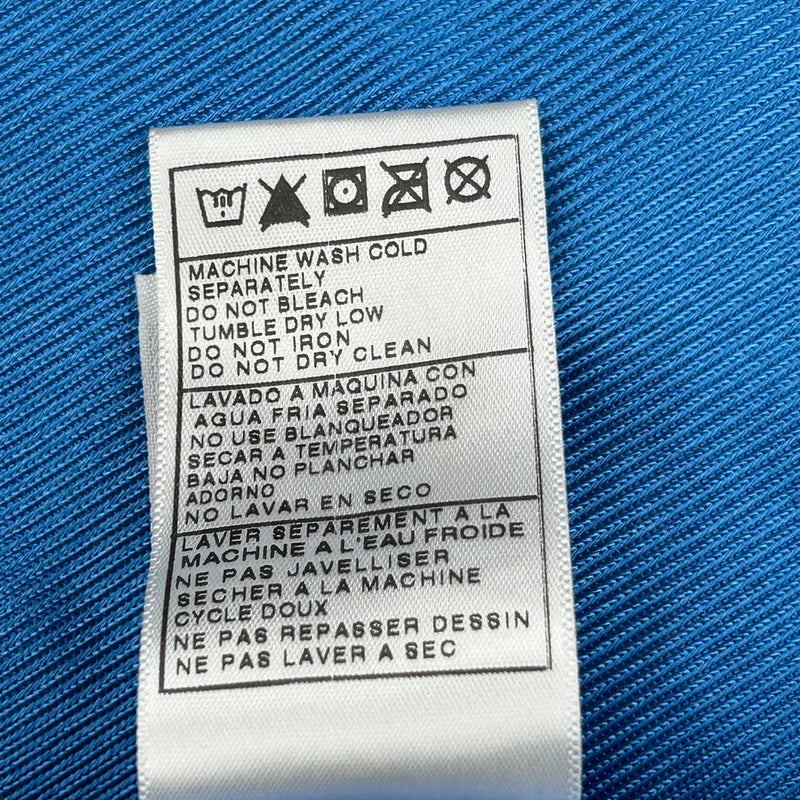 MACHINE WASH COLD
SEPARATELY
DO NOT BLEACH
TUMBLE DRY LOW
DO NOT IRON
DO NOT DRY CLEAN
LAVADO A MAQUINA CON
AGUA FRIA SEPARADO
NO USE BLANQUEADOR
SECAR A TEMPERATURA
BAJA NO PLANCHAR
ADORNO
NO LAVAR EN SECO
LAVER SEPAREMENT A LA
MACHINE A L'EAU FROIDE
NE PAS JAVELLISER
SECHER A LA MACHINE
CYCLE DOUX
NE PAS REPASSER DESSIN
NE PAS LAVER A SEC